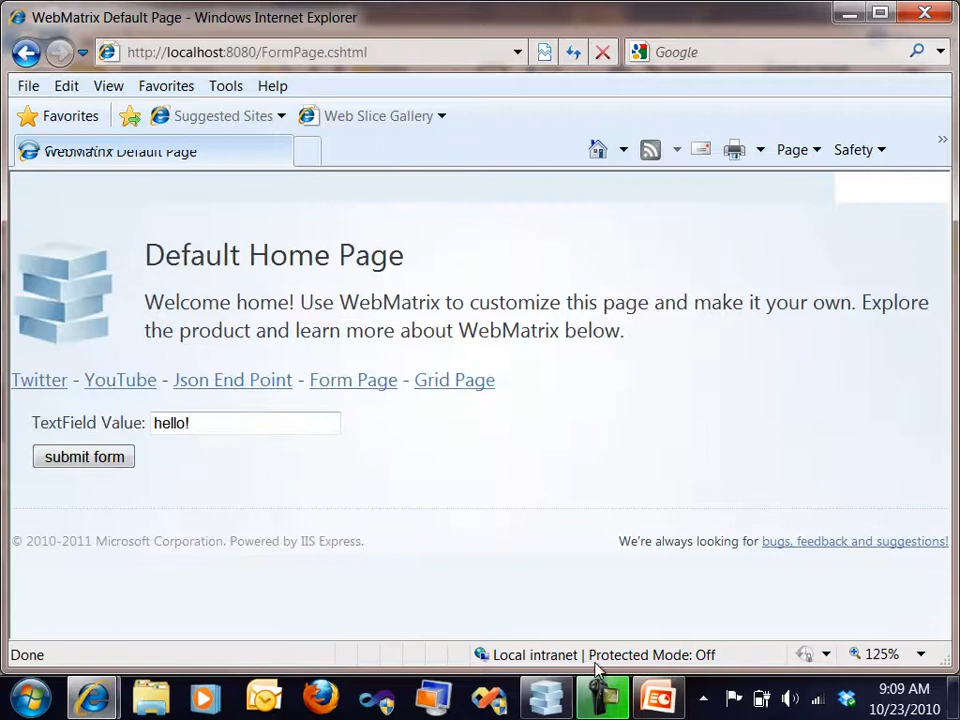 WebMatrix Default Page - Windows Internet Explorer
http://localhost:8080/FormPage.cshtml
Google
File Edit View Favorites Tools Help
Favorites Suggested Sites Web Slice Gallery
WebMatrix Default Page
Page Safety »
Default Home Page
Welcome home! Use WebMatrix to customize this page and make it your own. Explore
the product and learn more about WebMatrix below.
Twitter - YouTube - Json End Point - Form Page - Grid Page
TextField Value: hello!
submit form
© 2010-2011 Microsoft Corporation. Powered by IIS Express.
We're always looking for bugs, feedback and suggestions!
Done
Local intranet | Protected Mode: Off
125%
9:09 AM
10/23/2010